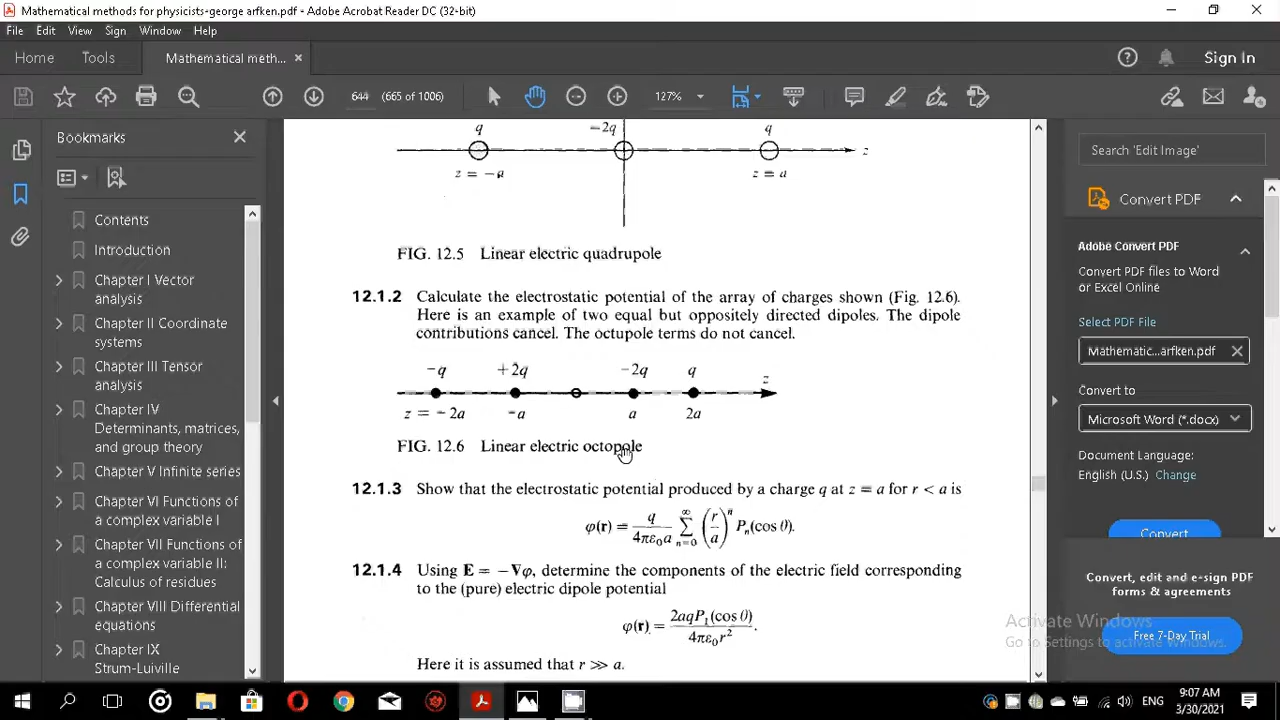 Mathematical methods for physicists-george arfken.pdf - Adobe Acrobat Reader DC (32-bit)
File Edit View Sign Window Help
Home Tools Mathematical meth... × Sign In
644 (665 of 1006) 127%
Bookmarks
Contents
Introduction
Chapter I Vector
analysis
Chapter II Coordinate
systems
Chapter III Tensor
analysis
Chapter IV
Determinants, matrices,
and group theory
Chapter V Infinite series
Chapter VI Functions of
a complex variable I
Chapter VII Functions of
a complex variable II:
Calculus of residues
Chapter VIII Differential
equations
Chapter IX
Strum-Luiville
q −2q q
z
z = −a z = a
FIG. 12.5 Linear electric quadrupole
12.1.2 Calculate the electrostatic potential of the array of charges shown (Fig. 12.6).
Here is an example of two equal but oppositely directed dipoles. The dipole
contributions cancel. The octupole terms do not cancel.
−q +2q −2q q
z
z = −2a −a a 2a
FIG. 12.6 Linear electric octopole
12.1.3 Show that the electrostatic potential produced by a charge q at z = a for r < a is
φ(r) = q/4πε₀a ∑_{n=0}^{∞} (r/a)^n Pₙ(cos θ).
12.1.4 Using E = −∇φ, determine the components of the electric field corresponding
to the (pure) electric dipole potential
φ(r) = 2aqP₁(cos θ)/4πε₀r².
Here it is assumed that r ≫ a.
Search 'Edit Image'
Convert PDF
Adobe Convert PDF
Convert PDF files to Word
or Excel Online
Select PDF File
Mathematic...arfken.pdf
Convert to
Microsoft Word (*.docx)
Document Language:
English (U.S.) Change
Convert
Convert, edit and e-sign PDF
forms & agreements
Free 7-Day Trial
Activate Windows
Go to Settings to activate Windows.
ENG
9:07 AM
3/30/2021